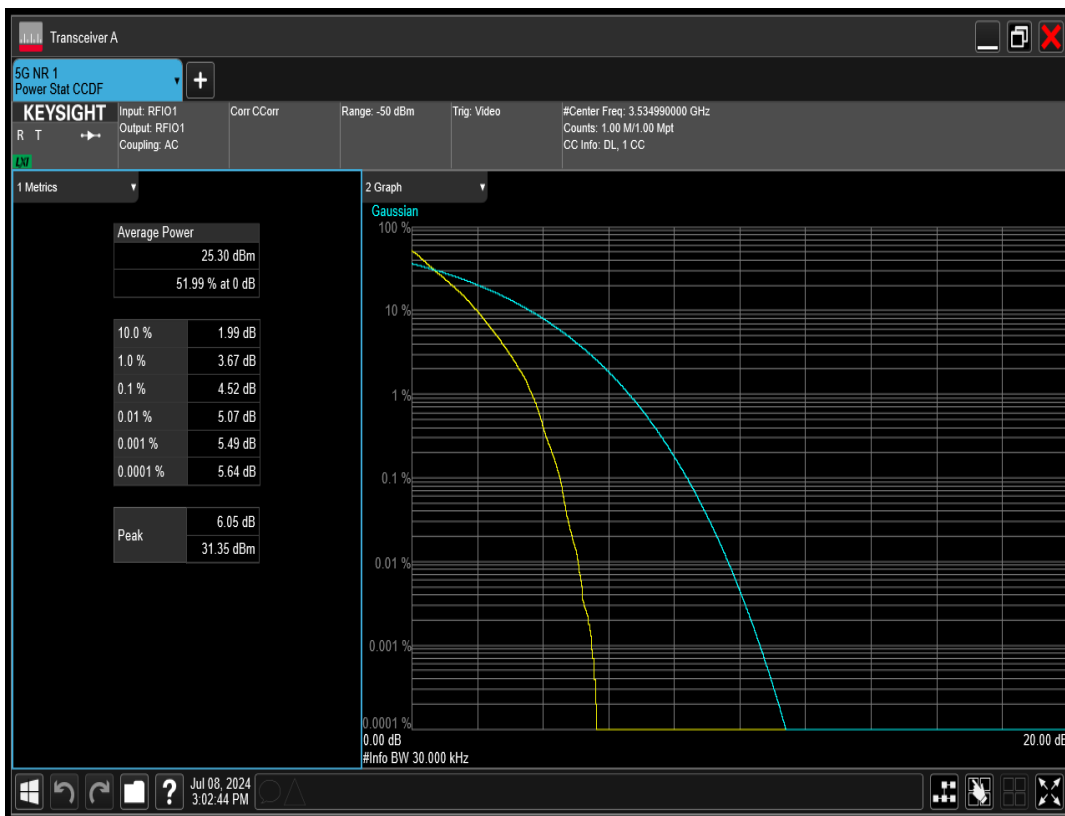 Transceiver A
5G NR 1
Power Stat CCDF
+
KEYSIGHT
R T
LXI
Input: RFIO1
Output: RFIO1
Coupling: AC
Corr CCorr
Range: -50 dBm
Trig: Video
#Center Freq: 3.534990000 GHz
Counts: 1.00 M/1.00 Mpt
CC Info: DL, 1 CC
1 Metrics
Average Power
25.30 dBm
51.99 % at 0 dB
10.0 % 1.99 dB
1.0 % 3.67 dB
0.1 % 4.52 dB
0.01 % 5.07 dB
0.001 % 5.49 dB
0.0001 % 5.64 dB
Peak
6.05 dB
31.35 dBm
2 Graph
Gaussian
100 %
10 %
1 %
0.1 %
0.01 %
0.001 %
0.0001 %
0.00 dB 20.00 dB
#Info BW 30.000 kHz
?
Jul 08, 2024
3:02:44 PM